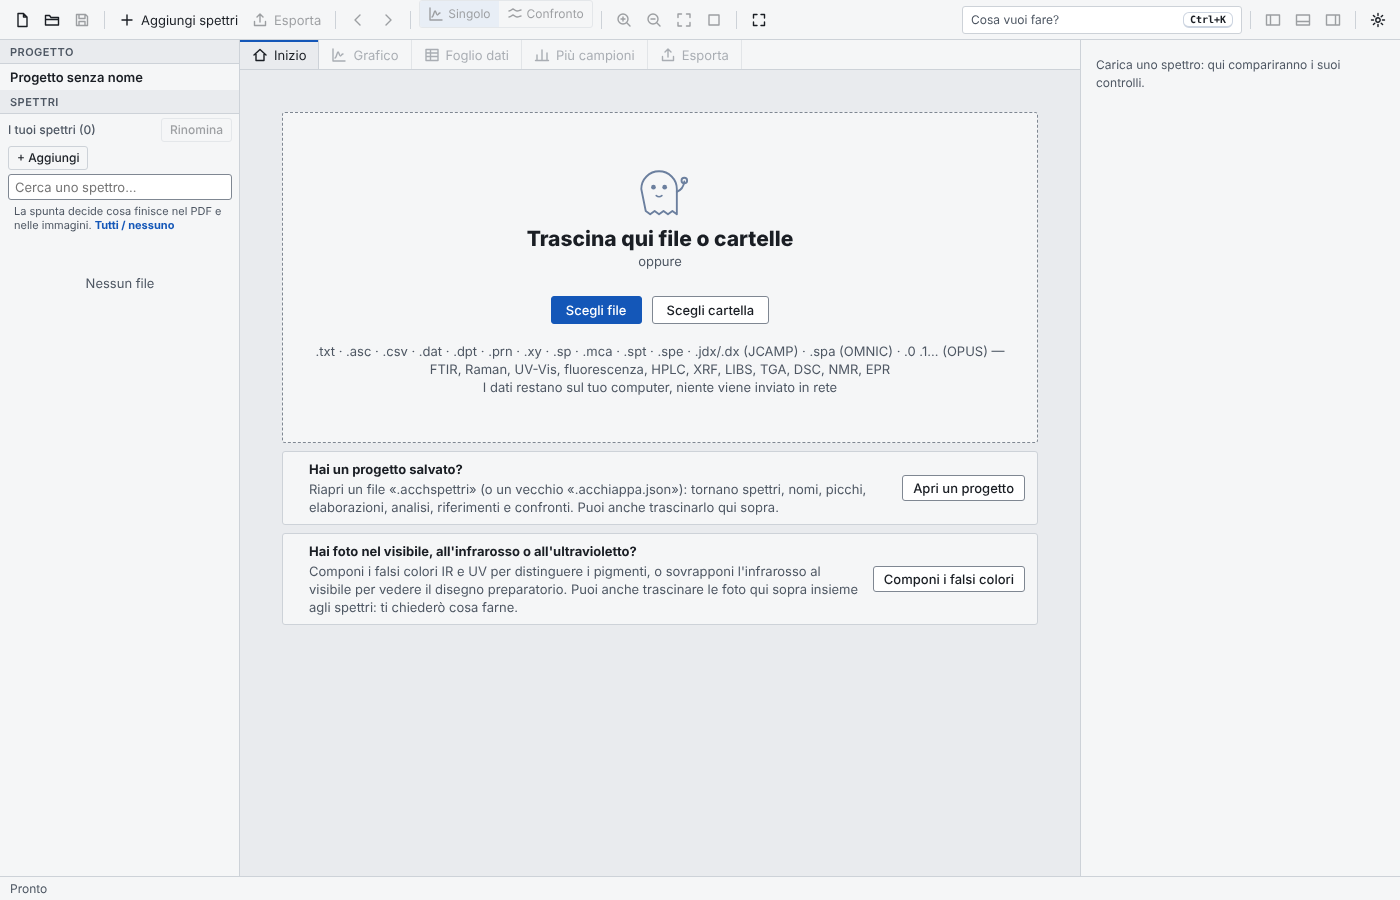 Aggiungi spettri
Esporta
Singolo
Confronto
Cosa vuoi fare?
Ctrl+K
PROGETTO
Progetto senza nome
SPETTRI
I tuoi spettri (0)
Rinomina
+ Aggiungi
Cerca uno spettro...
La spunta decide cosa finisce nel PDF e
nelle immagini. Tutti / nessuno
Nessun file
Inizio
Grafico
Foglio dati
Più campioni
Esporta
Trascina qui file o cartelle
oppure
Scegli file
Scegli cartella
.txt · .asc · .csv · .dat · .dpt · .prn · .xy · .sp · .mca · .spt · .spe · .jdx/.dx (JCAMP) · .spa (OMNIC) · .0 .1... (OPUS) —
FTIR, Raman, UV-Vis, fluorescenza, HPLC, XRF, LIBS, TGA, DSC, NMR, EPR
I dati restano sul tuo computer, niente viene inviato in rete
Hai un progetto salvato?
Riapri un file «.acchspettri» (o un vecchio «.acchiappa.json»): tornano spettri, nomi, picchi,
elaborazioni, analisi, riferimenti e confronti. Puoi anche trascinarlo qui sopra.
Apri un progetto
Hai foto nel visibile, all'infrarosso o all'ultravioletto?
Componi i falsi colori IR e UV per distinguere i pigmenti, o sovrapponi l'infrarosso al
visibile per vedere il disegno preparatorio. Puoi anche trascinare le foto qui sopra insieme
agli spettri: ti chiederò cosa farne.
Componi i falsi colori
Carica uno spettro: qui compariranno i suoi
controlli.
Pronto